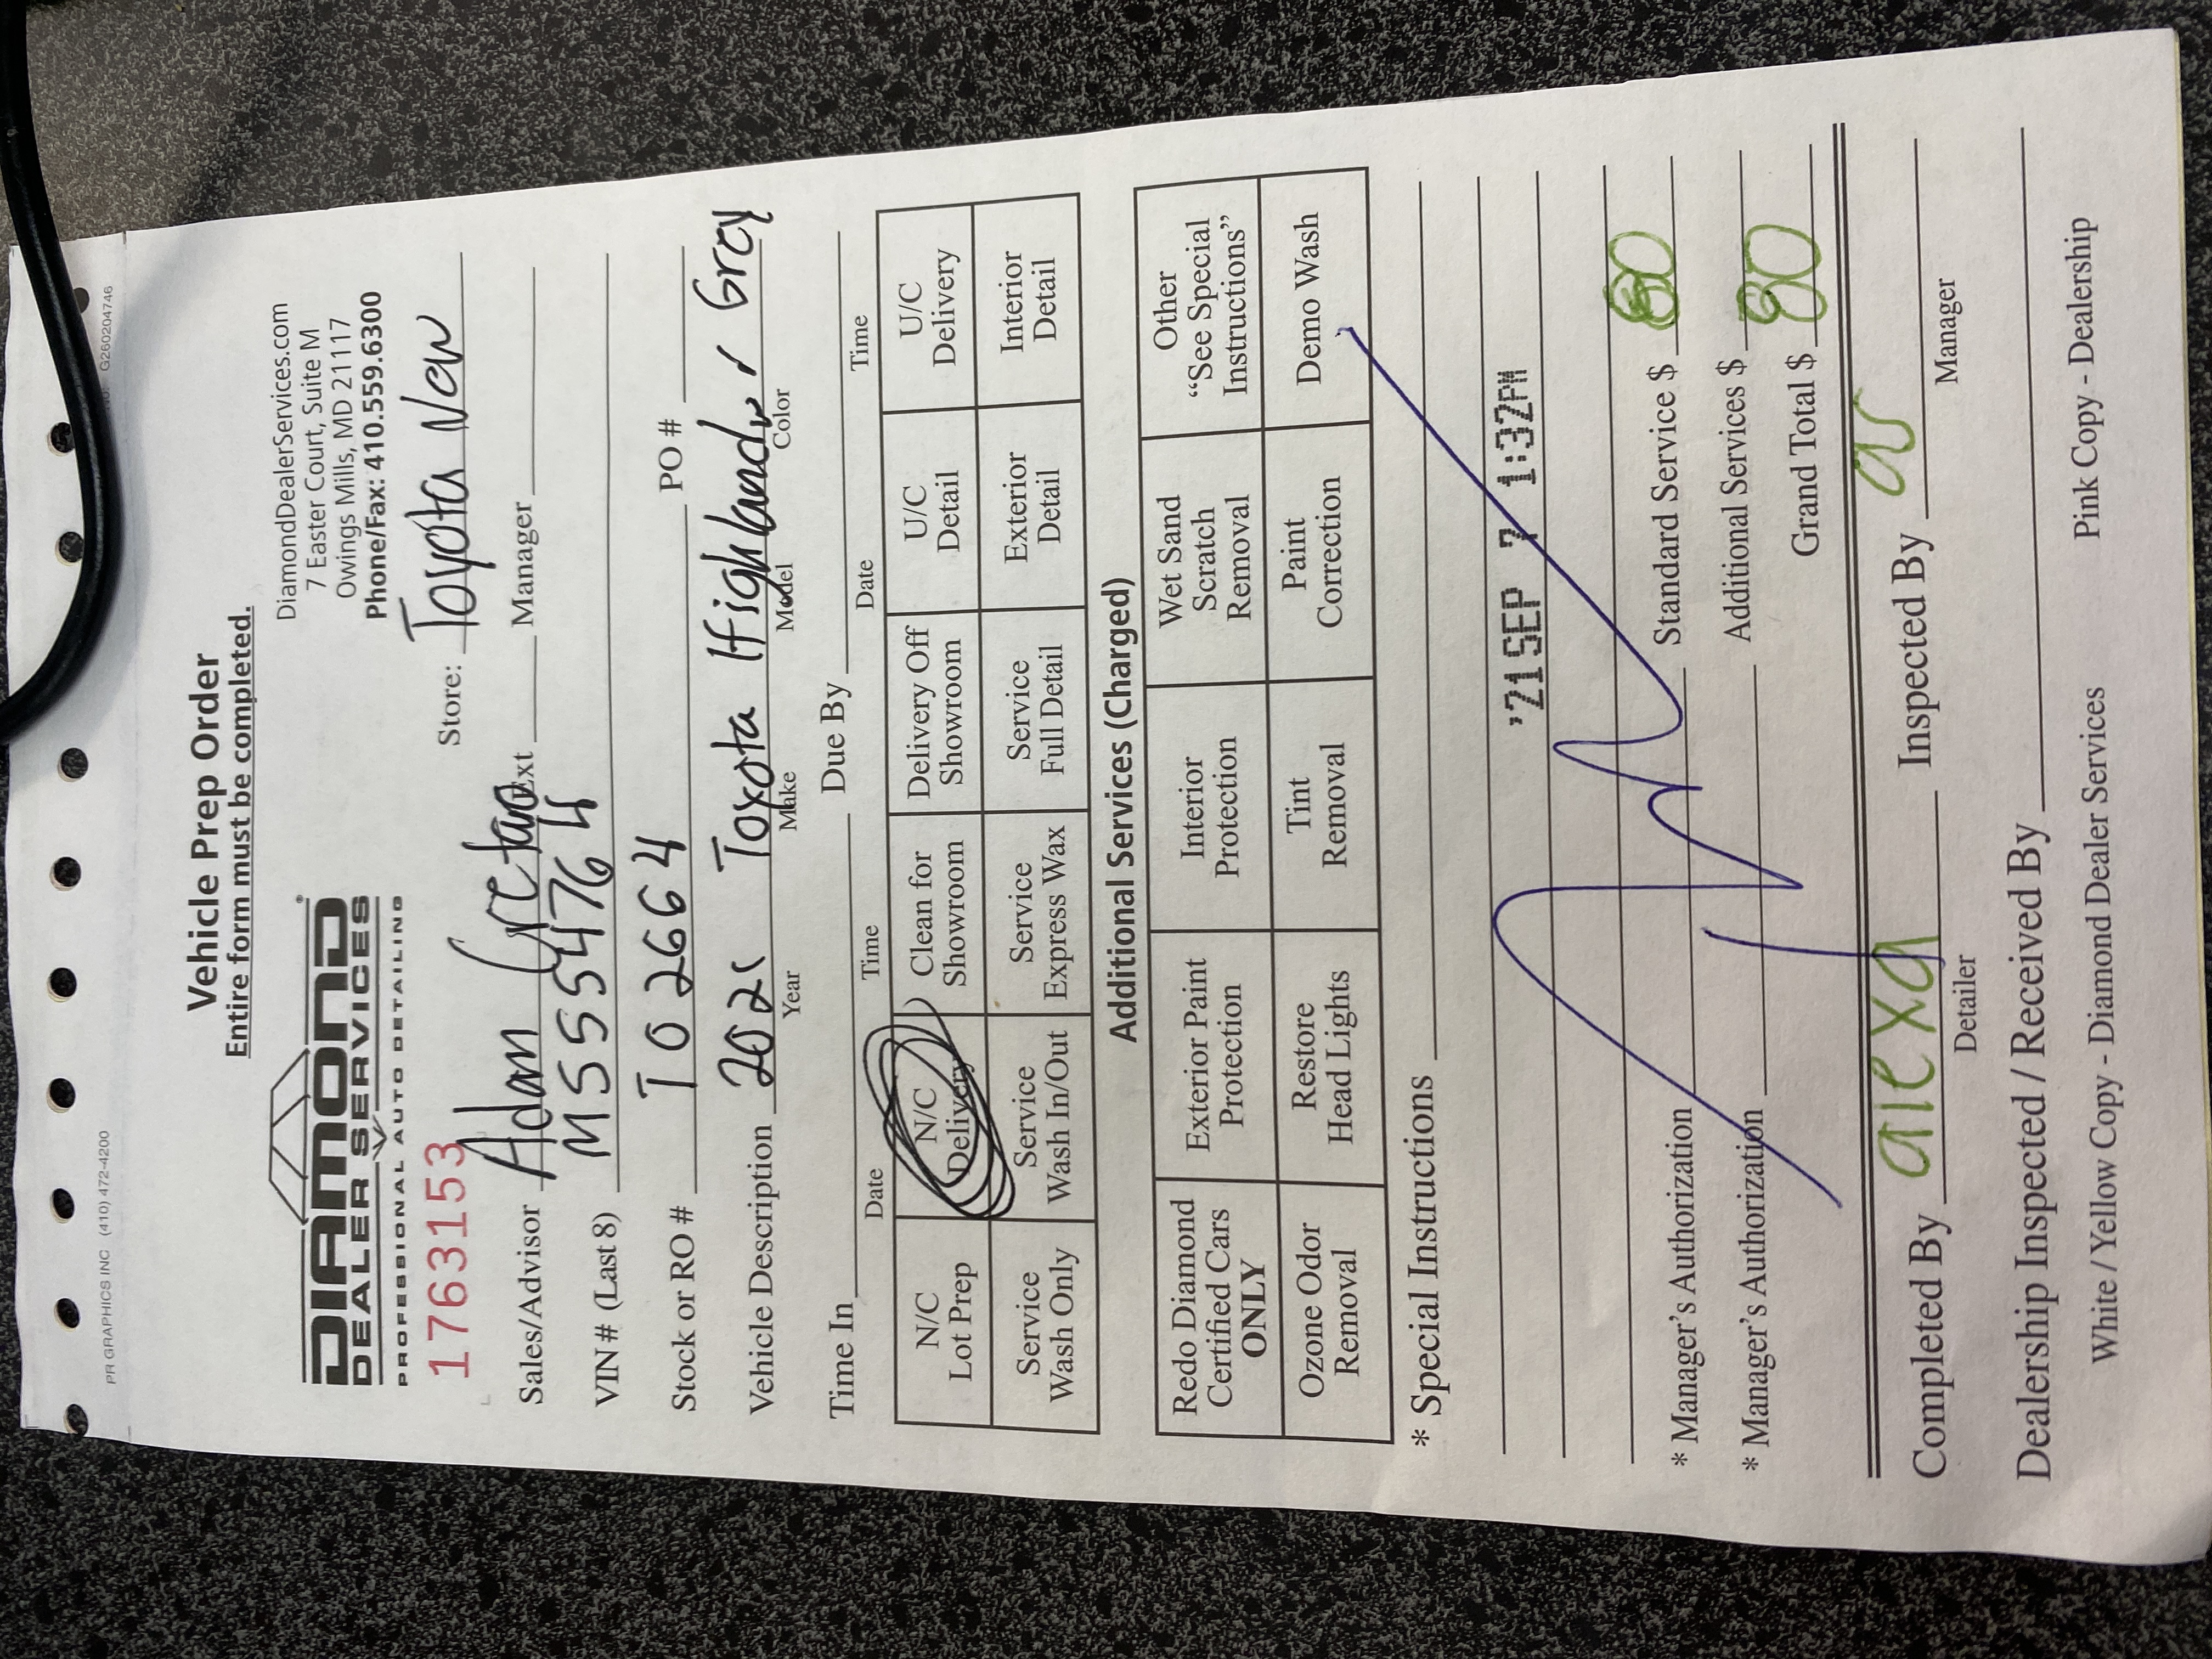 PR GRAPHICS INC (410) 472-4200 G260204746
Vehicle Prep Order
Entire form must be completed.
DIAMOND®
DEALER SERVICES
PROFESSIONAL AUTO DETAILING
DiamondDealerServices.com
7 Easter Court, Suite M
Owings Mills, MD 21117
Phone/Fax: 410.559.6300
1763153
Store: Toyota New
Sales/Advisor Adam Manager
VIN # (Last 8) MS554764
Stock or RO # T02664 PO #
Vehicle Description Toyota Grey
Year Make Model Color
Time In Due By
Date Time Date Time
N/C Lot Prep N/C Delivery Clean for Showroom Delivery Off Showroom U/C Detail U/C Delivery
Service Wash Only Service Wash In/Out Service Express Wax Service Full Detail Exterior Detail Interior Detail
Additional Services (Charged)
Redo Diamond Certified Cars ONLY Exterior Paint Protection Interior Protection Wet Sand Scratch Removal Other "See Special Instructions"
Ozone Odor Removal Restore Head Lights Tint Removal Paint Correction Demo Wash
* Special Instructions
'21 SEP 7 1:32PM
* Manager's Authorization Standard Service $ 80
* Manager's Authorization Additional Services $
Grand Total $ 80
Completed By alexa Inspected By
Detailer Manager
Dealership Inspected / Received By
White / Yellow Copy - Diamond Dealer Services Pink Copy - Dealership